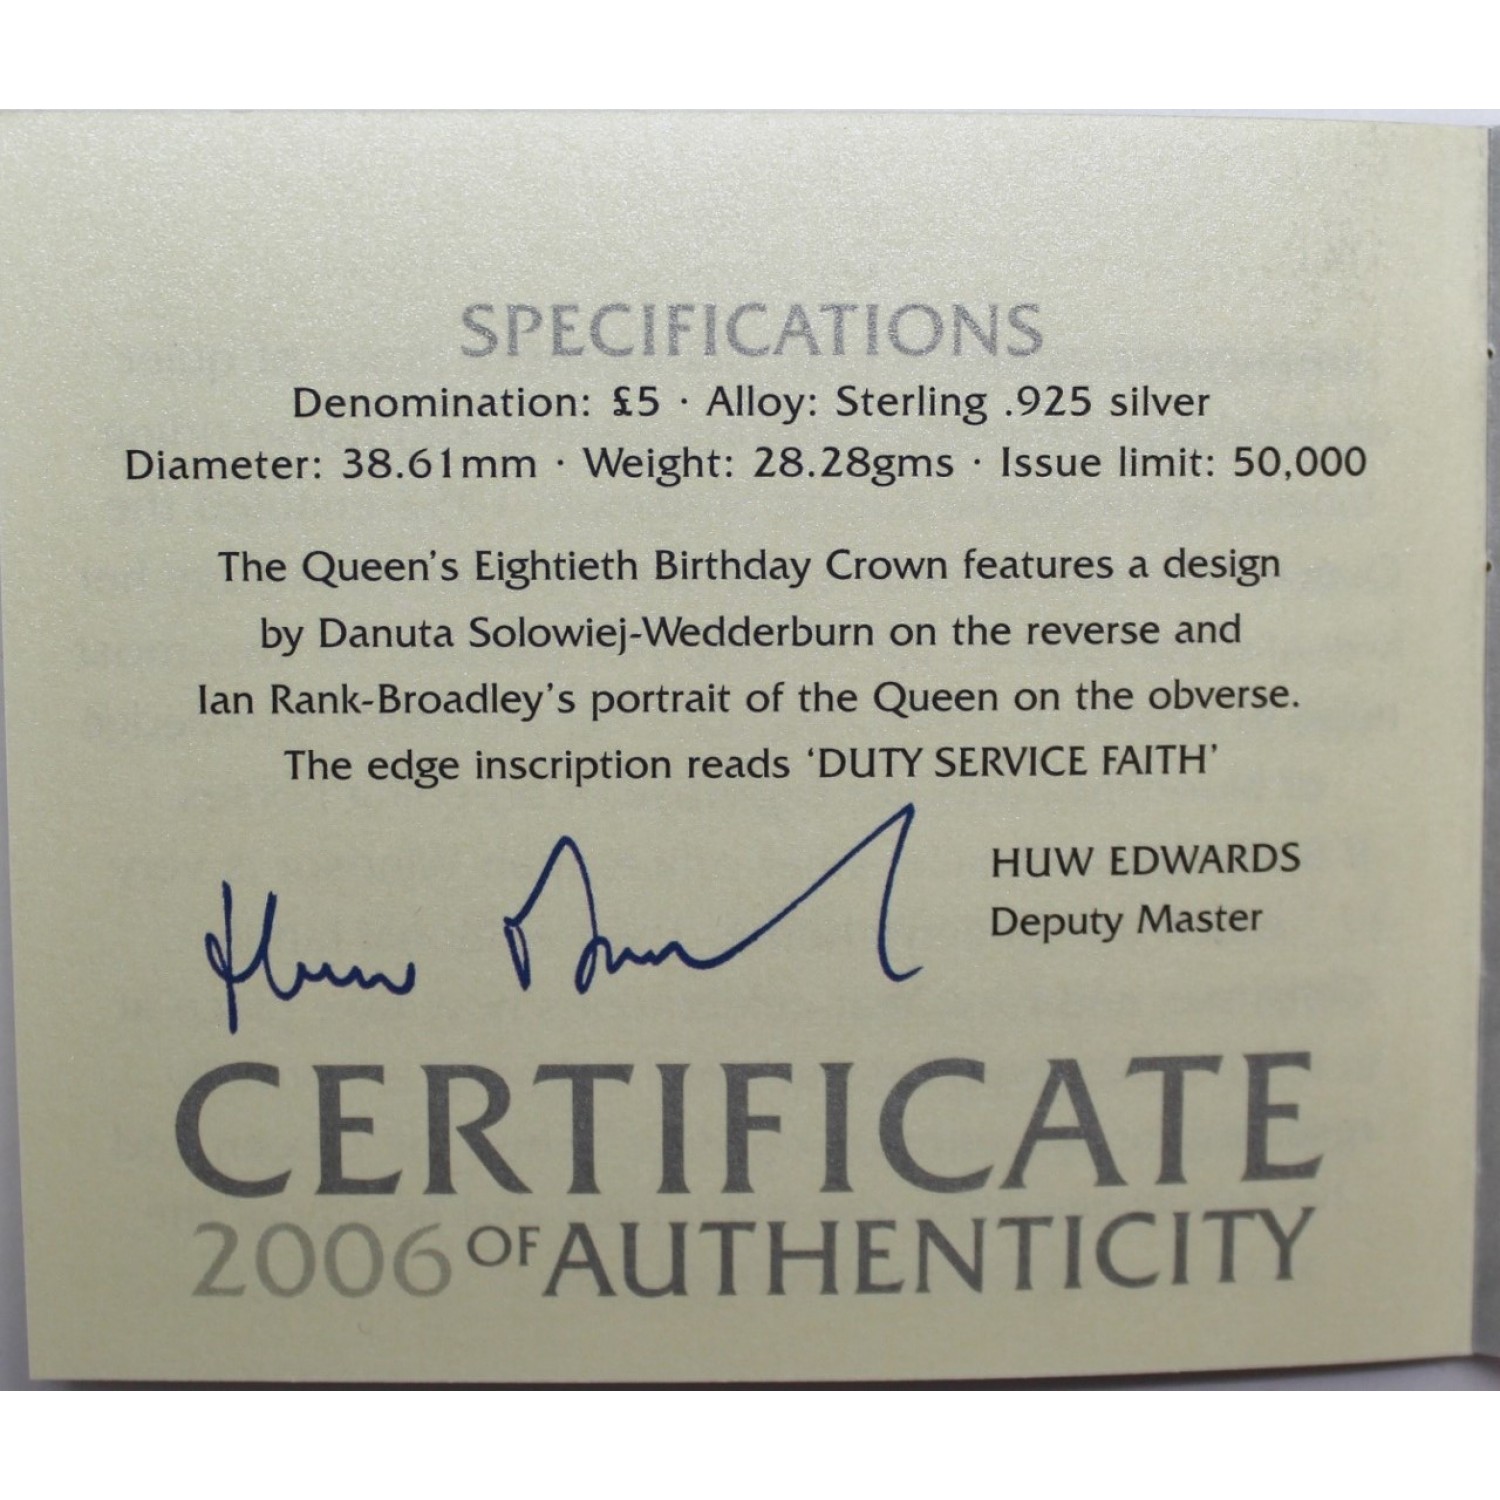 SPECIFICATIONS
Denomination: £5 · Alloy: Sterling .925 silver
Diameter: 38.61mm · Weight: 28.28gms · Issue limit: 50,000
The Queen's Eightieth Birthday Crown features a design
by Danuta Solowiej-Wedderburn on the reverse and
Ian Rank-Broadley's portrait of the Queen on the obverse.
The edge inscription reads ‘DUTY SERVICE FAITH’
Huw
HUW EDWARDS
Deputy Master
CERTIFICATE
2006 OF AUTHENTICITY